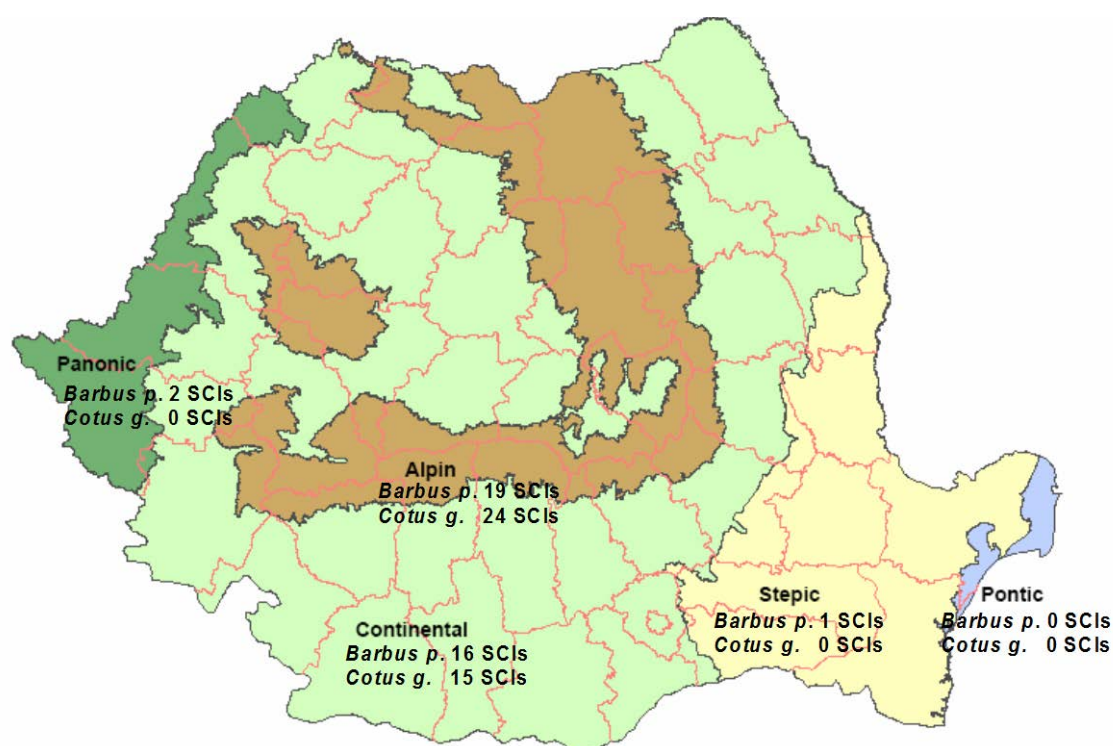 Panonic
Barbus p. 2 SCIs
Cotus g. 0 SCIs
Alpin
Barbus p. 19 SCIs
Cotus g. 24 SCIs
Continental
Barbus p. 16 SCIs
Cotus g. 15 SCIs
Stepic
Barbus p. 1 SCIs
Cotus g. 0 SCIs
Pontic
Barbus p. 0 SCIs
Cotus g. 0 SCIs